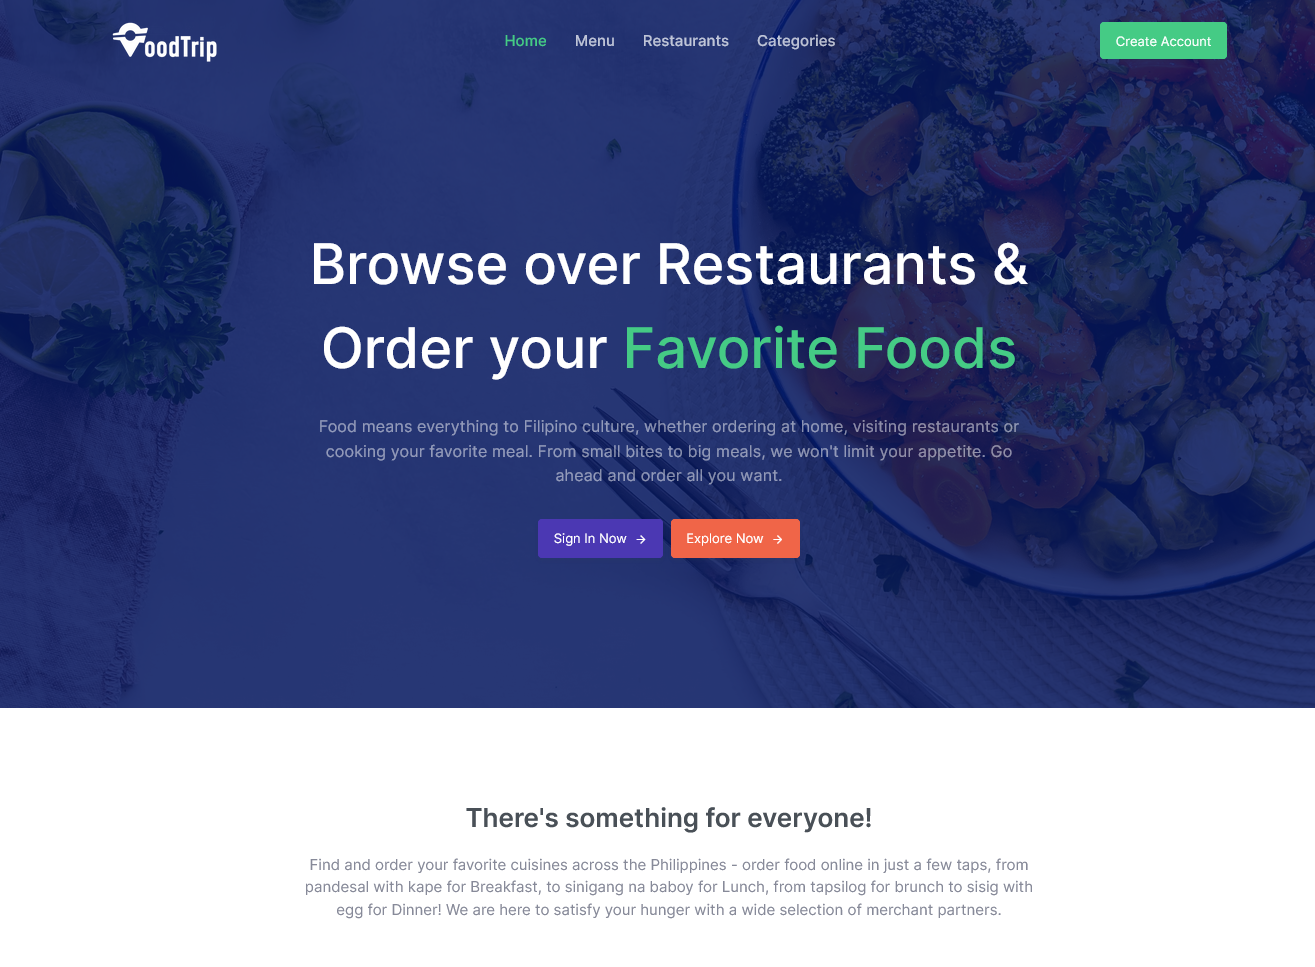 FoodTrip
Home
Menu
Restaurants
Categories
Create Account
Browse over Restaurants &
Order your Favorite Foods
Food means everything to Filipino culture, whether ordering at home, visiting restaurants or
cooking your favorite meal. From small bites to big meals, we won't limit your appetite. Go
ahead and order all you want.
Sign In Now →
Explore Now →
There's something for everyone!
Find and order your favorite cuisines across the Philippines - order food online in just a few taps, from
pandesal with kape for Breakfast, to sinigang na baboy for Lunch, from tapsilog for brunch to sisig with
egg for Dinner! We are here to satisfy your hunger with a wide selection of merchant partners.